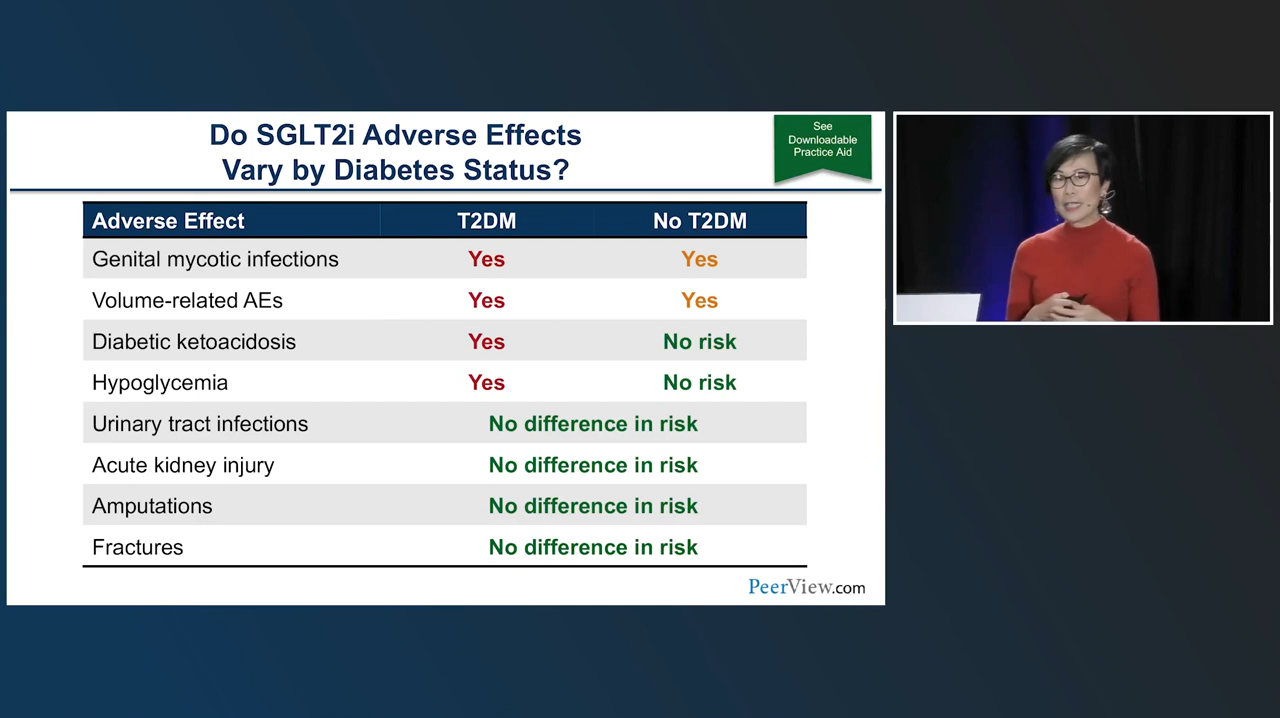 Do SGLT2i Adverse Effects
Vary by Diabetes Status?
See
Downloadable
Practice Aid
Adverse Effect T2DM No T2DM
Genital mycotic infections Yes Yes
Volume-related AEs Yes Yes
Diabetic ketoacidosis Yes No risk
Hypoglycemia Yes No risk
Urinary tract infections No difference in risk
Acute kidney injury No difference in risk
Amputations No difference in risk
Fractures No difference in risk
PeerView.com